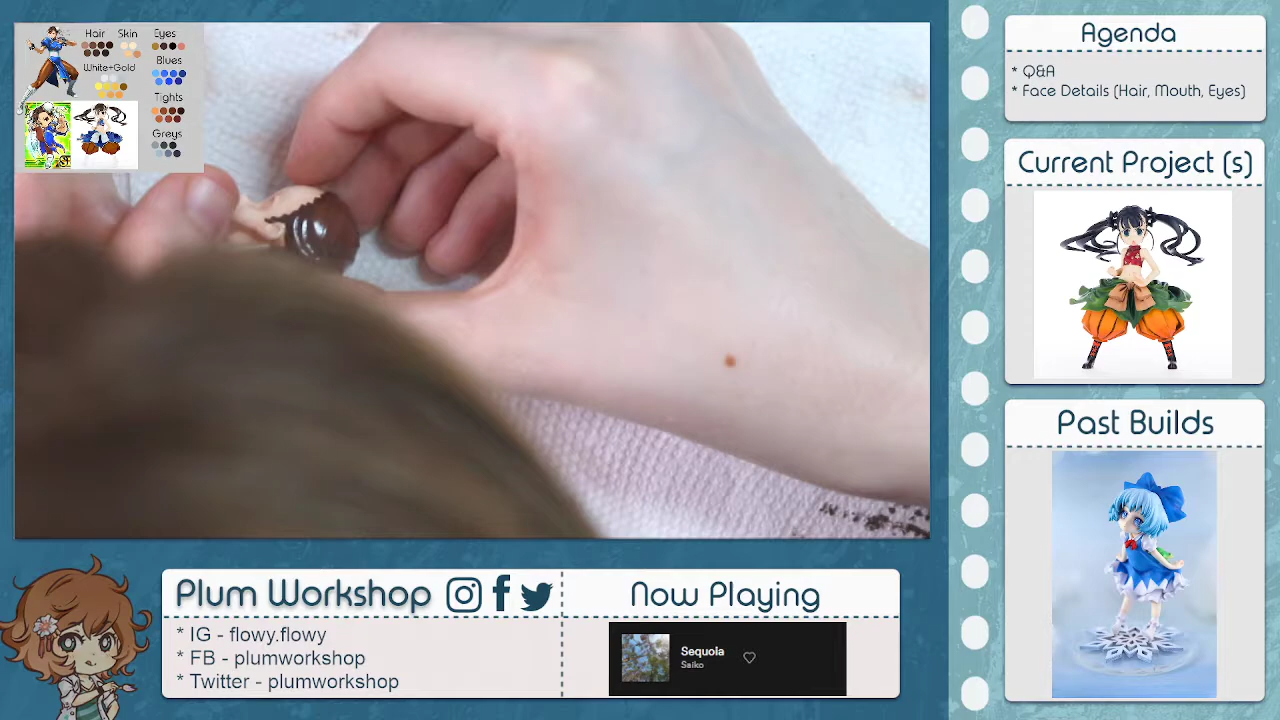 Hair Skin Eyes
White+Gold
Blues
Tights
Greys
SF
Agenda
* Q&A
* Face Details (Hair, Mouth, Eyes)
Current Project (s)
Past Builds
Plum Workshop
* IG - flowy.flowy
* FB - plumworkshop
* Twitter - plumworkshop
Now Playing
Sequoia
Saiko